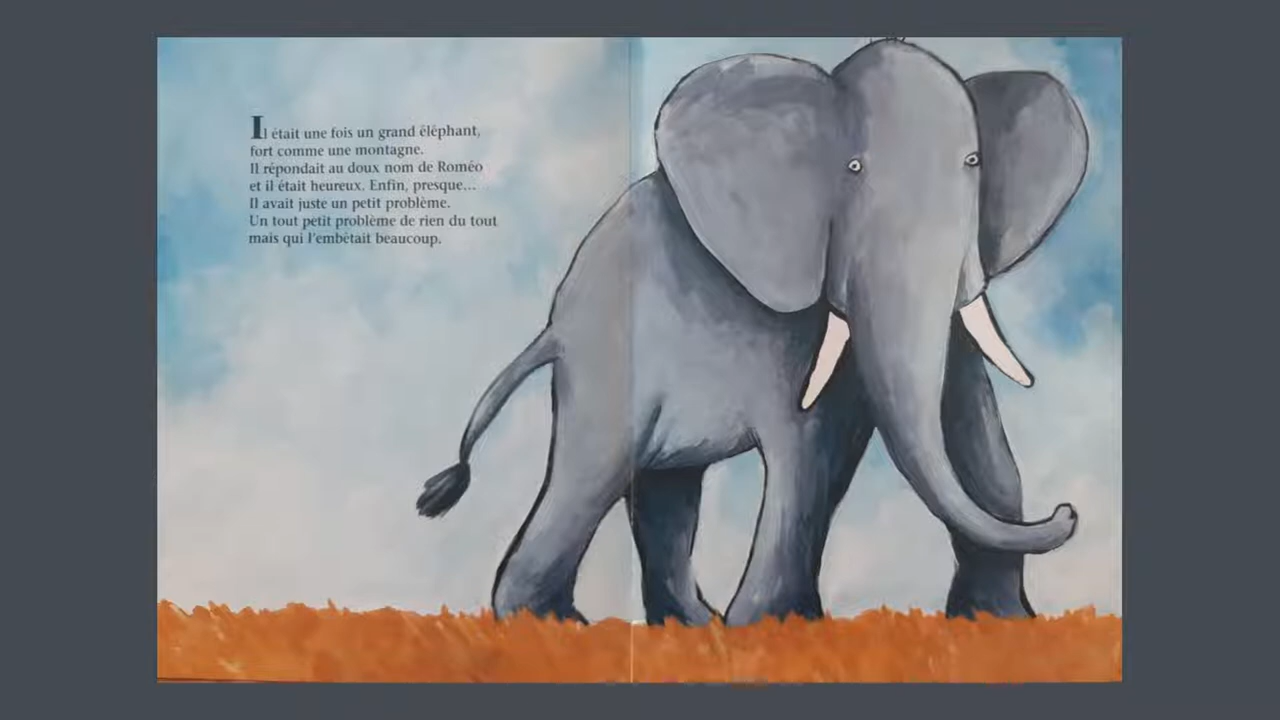 Il était une fois un grand éléphant,
fort comme une montagne.
Il répondait au doux nom de Roméo
et il était heureux. Enfin, presque...
Il avait juste un petit problème.
Un tout petit problème de rien du tout
mais qui l'embêtait beaucoup.